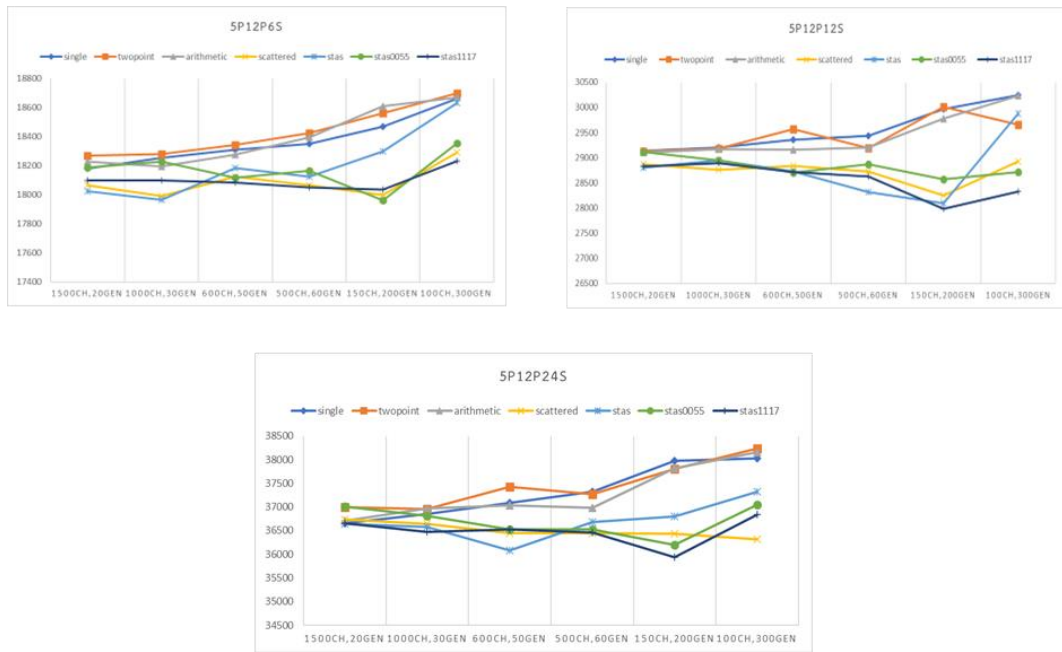 5P12P6S
single twopoint arithmetic scattered stas stas0055 stas1117
18800
18600
18400
18200
18000
17800
17600
17400
1500CH,20GEN 1000CH,30GEN 600CH,50GEN 500CH,60GEN 150CH,200GEN 100CH,300GEN
5P12P12S
single twopoint arithmetic scattered stas stas0055 stas1117
30500
30000
29500
29000
28500
28000
27500
27000
26500
1500CH,20GEN 1000CH,30GEN 600CH,50GEN 500CH,60GEN 150CH,200GEN 100CH,300GEN
5P12P24S
single twopoint arithmetic scattered stas stas0055 stas1117
38500
38000
37500
37000
36500
36000
35500
35000
34500
1500CH,20GEN 1000CH,30GEN 600CH,50GEN 500CH,60GEN 150CH,200GEN 100CH,300GEN